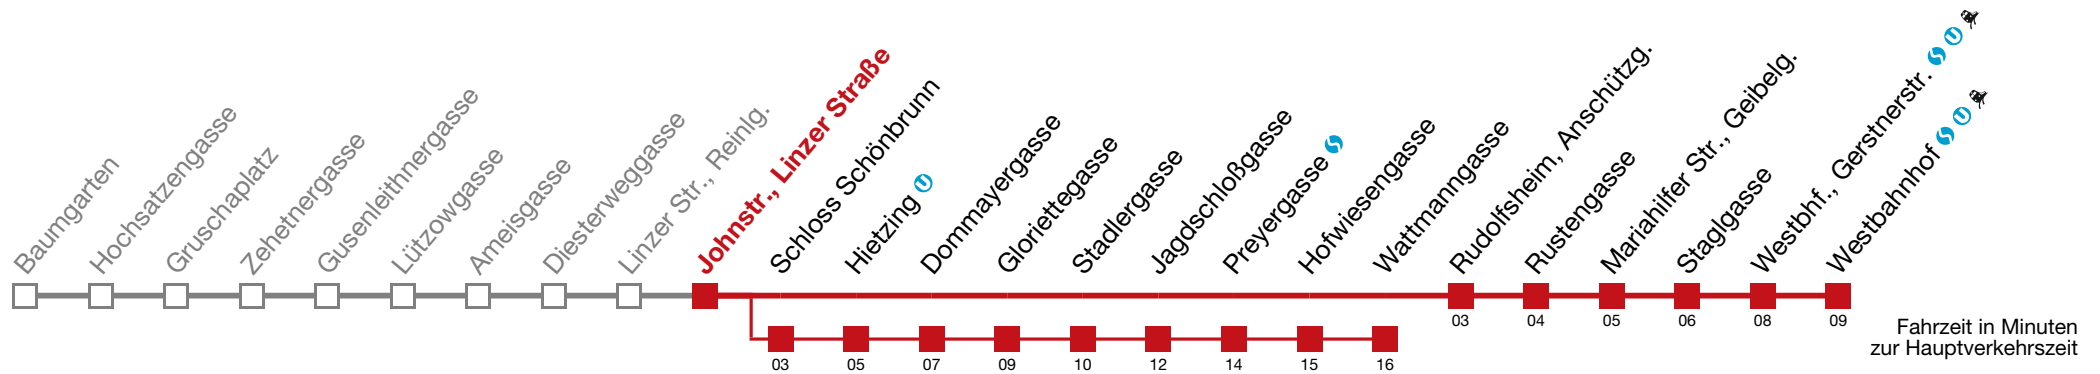 Baumgarten
Hochsatzengasse
Gruschaplatz
Zehetnergasse
Gusenleithnergasse
Lützowgasse
Ameisgasse
Diesterweggasse
Linzer Str., Reinlg.
Johnstr., Linzer Straße
Schloss Schönbrunn
Hietzing U
Dommayergasse
Gloriettegasse
Stadlergasse
Jagdschloßgasse
Preyergasse S
Hofwiesengasse
Wattmanngasse
Rudolfsheim, Anschützg.
Rustengasse
Mariahilfer Str., Geibelg.
Staglgasse
Westbhf., Gerstnerstr. S U
Westbahnhof S U
03 04 05 06 08 09
03 05 07 09 10 12 14 15 16
Fahrzeit in Minuten
zur Hauptverkehrszeit